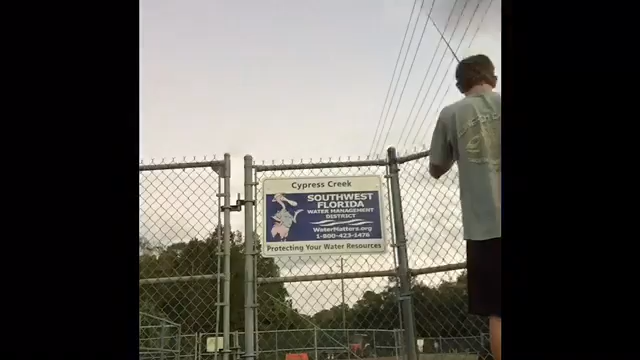 Cypress Creek
SOUTHWEST
FLORIDA
WATER MANAGEMENT
DISTRICT
WaterMatters.org
1-800-423-1476
Protecting Your Water Resources